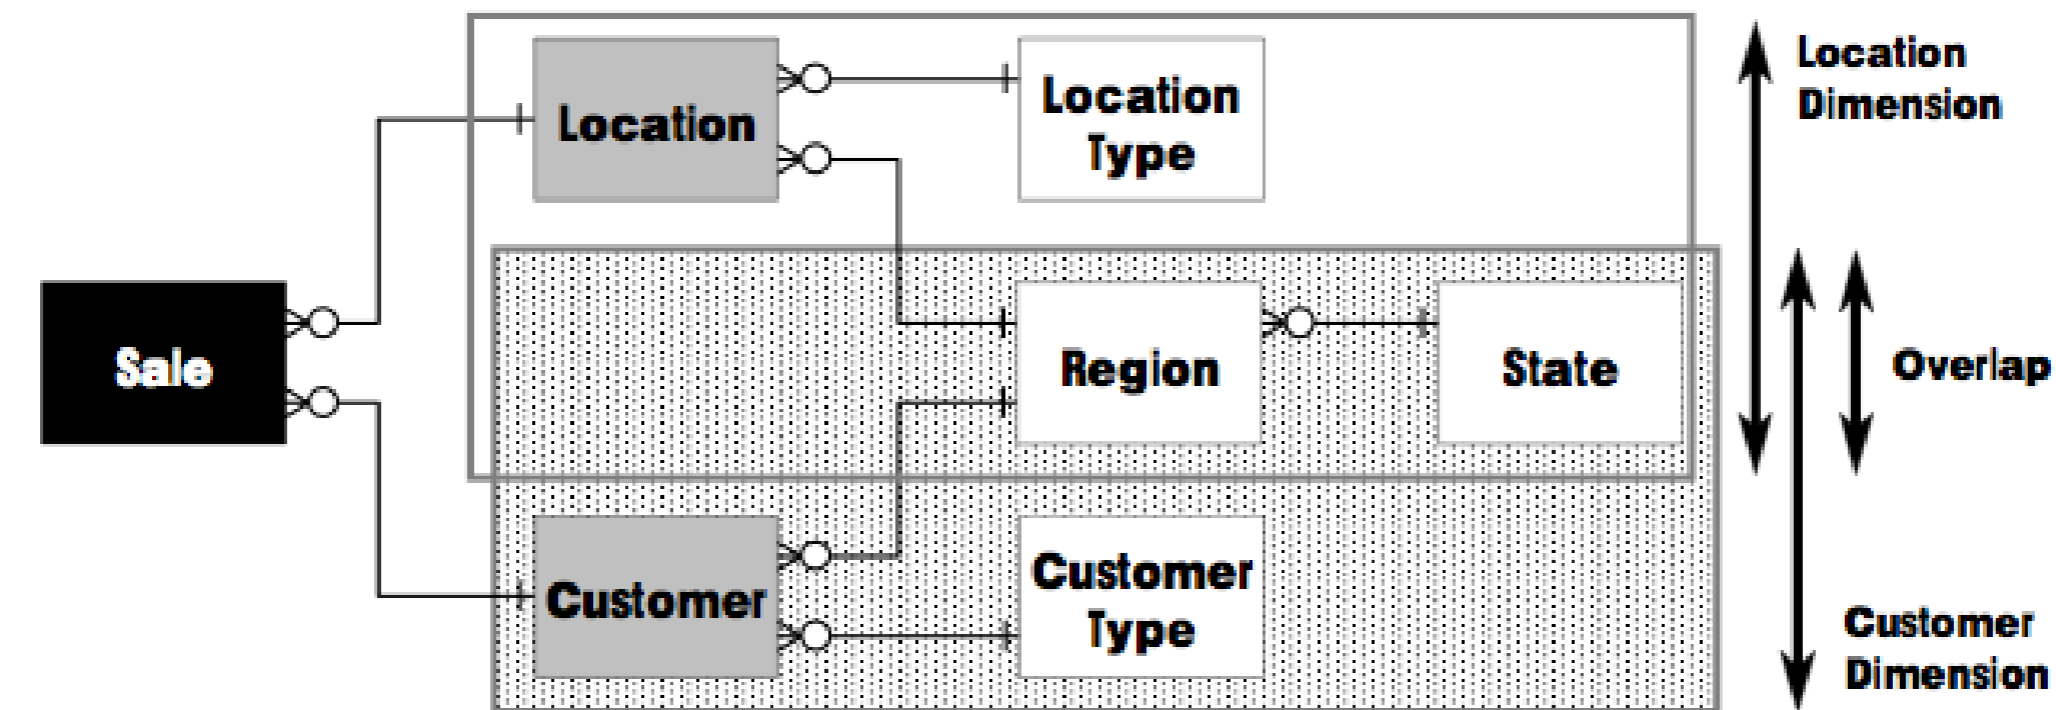 Location
Location
Type
Location
Dimension
Sale
Region
State
Overlap
Customer
Customer
Type
Customer
Dimension